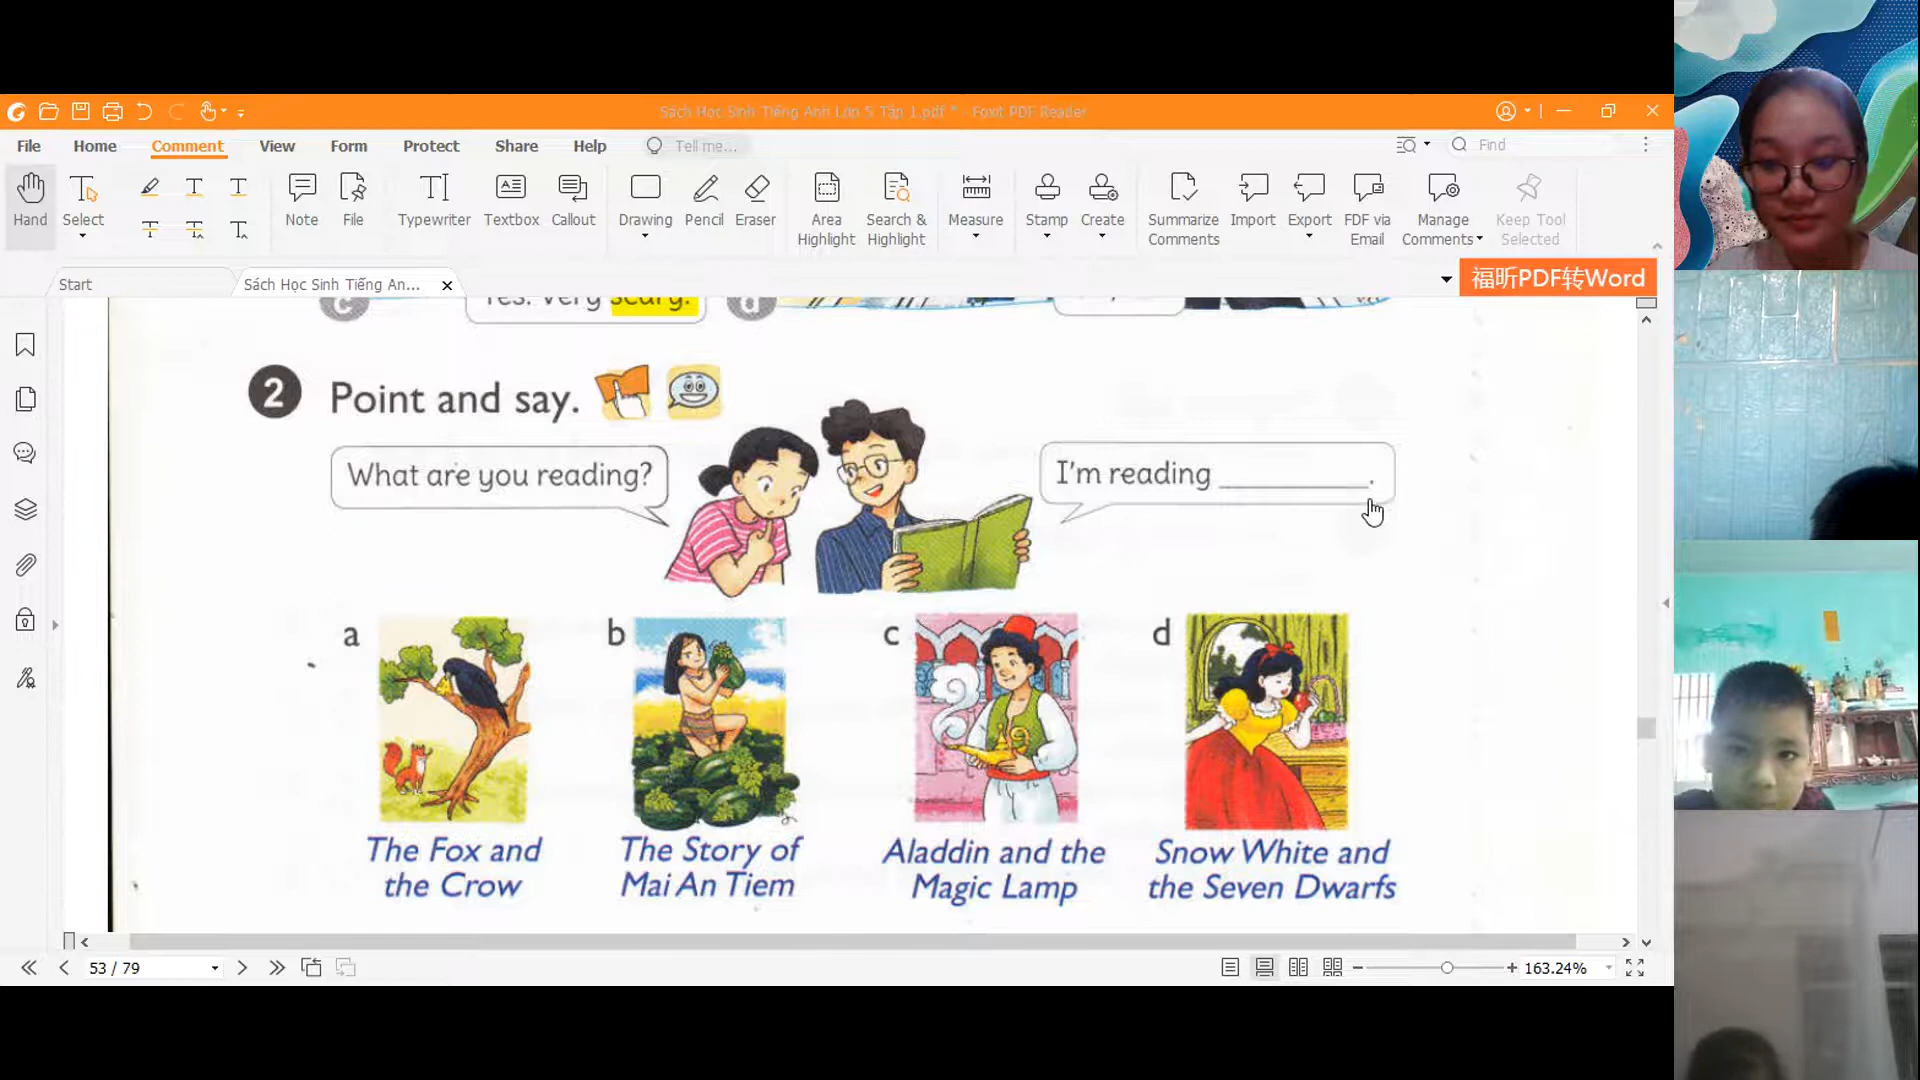 Sách Học Sinh Tiếng Anh Lớp 5 Tập 1.pdf * - Foxit PDF Reader
File Home Comment View Form Protect Share Help Tell me... Find
Hand Select Note File Typewriter Textbox Callout Drawing Pencil Eraser Area Highlight Search & Highlight Measure Stamp Create Summarize Comments Import Export FDF via Email Manage Comments Keep Tool Selected
Start Sách Học Sinh Tiếng An... 福昕PDF转Word
c Yes. Very scary. d
2 Point and say.
What are you reading?
I'm reading ____________.
a b c d
The Fox and
the Crow
The Story of
Mai An Tiem
Aladdin and the
Magic Lamp
Snow White and
the Seven Dwarfs
53 / 79 163.24%